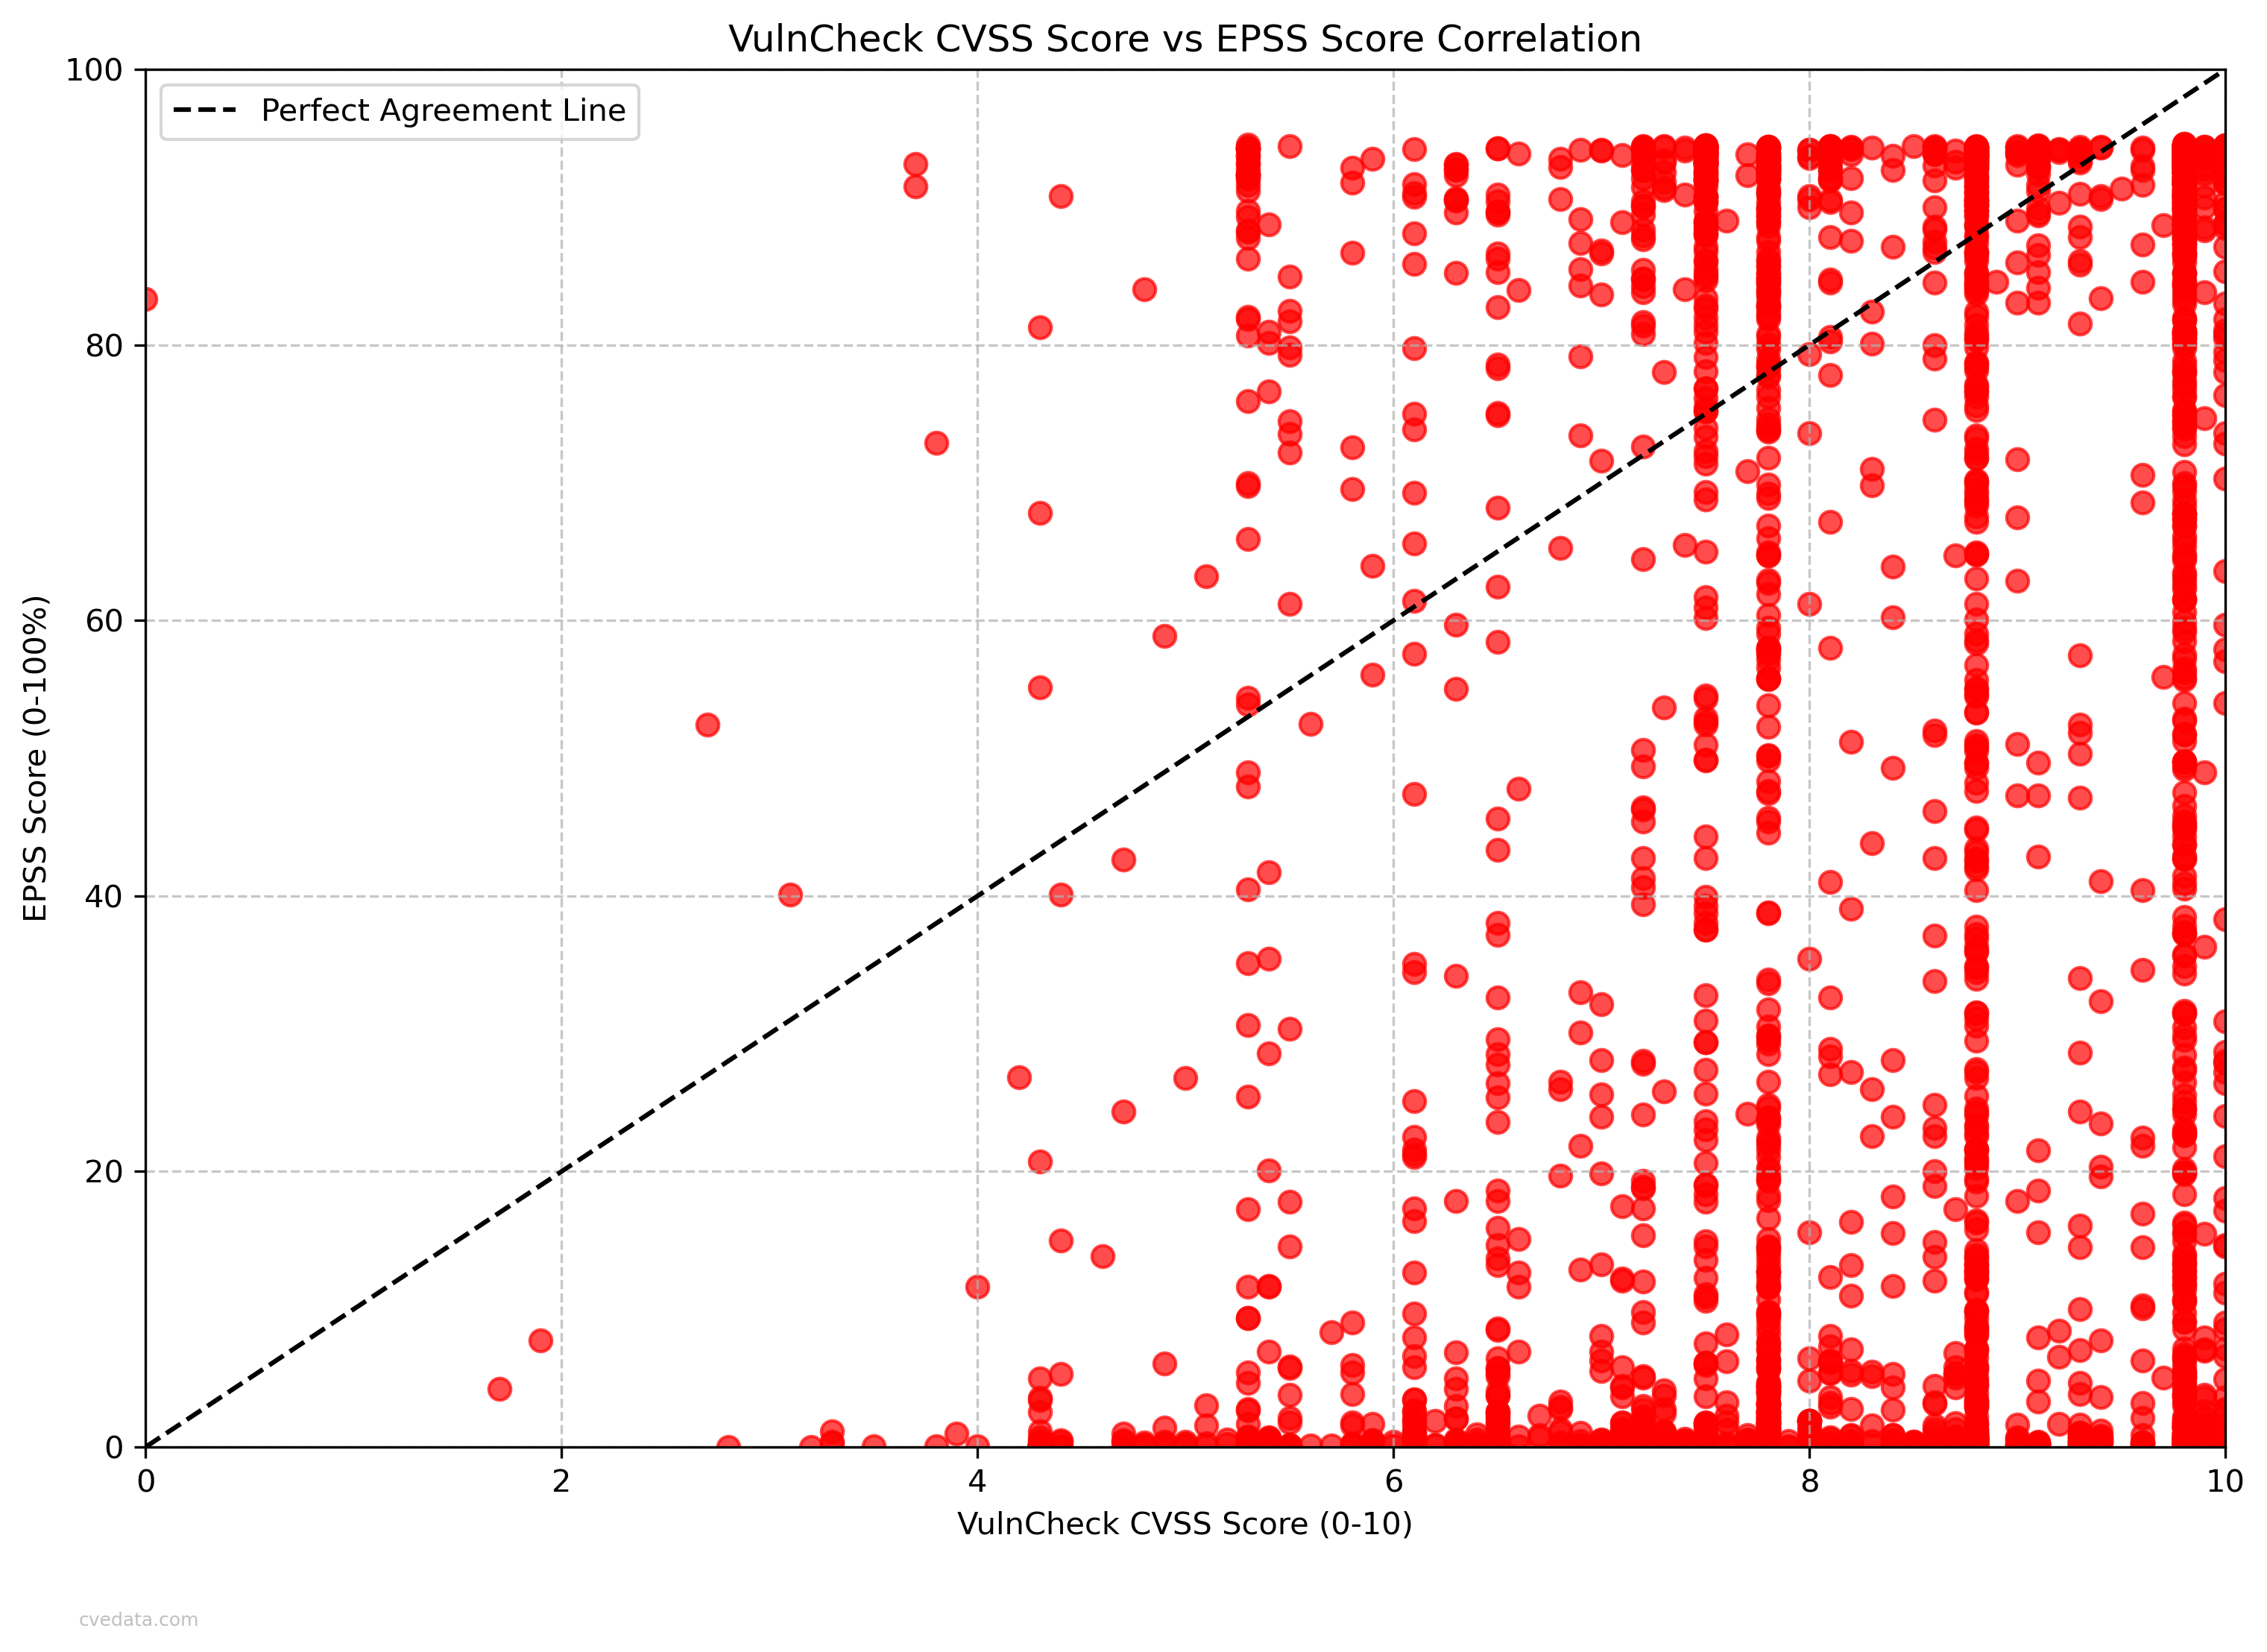 VulnCheck CVSS Score vs EPSS Score Correlation
100
Perfect Agreement Line
80
60
40
20
0
EPSS Score (0-100%)
0
2
4
6
8
10
VulnCheck CVSS Score (0-10)
cvedata.com